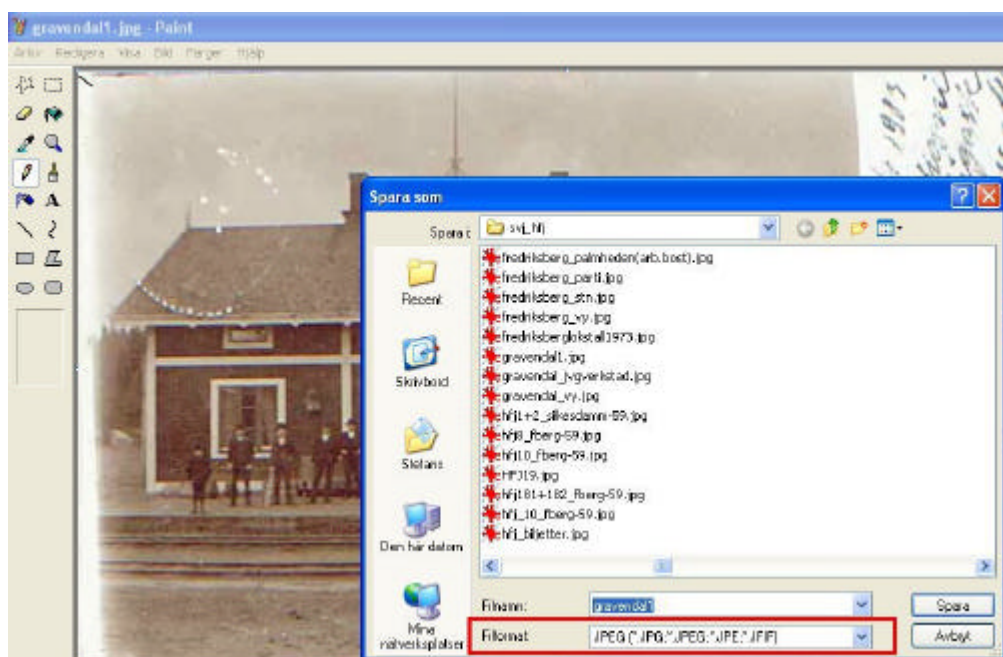 gravendal1.jpg - Paint
Arkiv Redigera Visa Bild Färger Hjälp
1913
Spara som
Spara i: svj_hfj
Recent
Skrivbord
Stefans
Den här datorn
Mina nätverksplatser
fredriksberg_palmheden(arb.bost).jpg
fredriksberg_parti.jpg
fredriksberg_stn.jpg
fredriksberg_vy.jpg
fredriksberglokstall1973.jpg
gravendal1.jpg
gravendal_jvgverkstad.jpg
gravendal_vy.jpg
hfj1+2_silkesdamm-59.jpg
hfj8_fberg-59.jpg
hfj10_fberg-59.jpg
HFJ19.jpg
hfj181+182_fberg-59.jpg
hfj_10_fberg-59.jpg
hfj_biljetter.jpg
Filnamn: gravendal1
Spara
Filformat: JPEG (*.JPG;*.JPEG;*.JPE;*.JFIF)
Avbryt